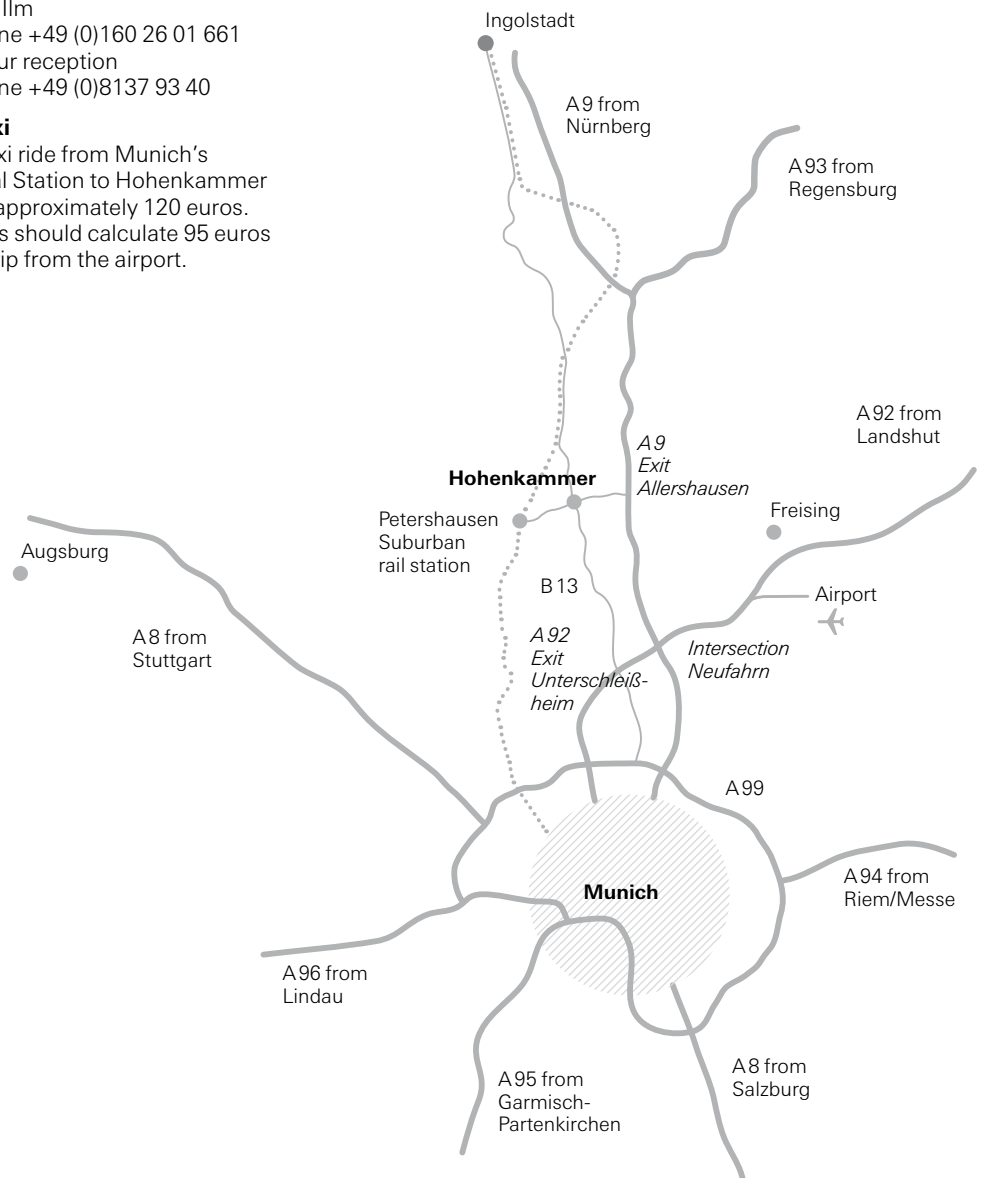 Ilm
ne +49 (0)160 26 01 661
ur reception
ne +49 (0)8137 93 40
xi
xi ride from Munich’s
al Station to Hohenkammer
approximately 120 euros.
s should calculate 95 euros
rip from the airport.
Ingolstadt
A 9 from
Nürnberg
A 93 from
Regensburg
A 92 from
Landshut
A 9
Exit
Allershausen
Hohenkammer
Petershausen
Suburban
rail station
Freising
Augsburg
B 13
Airport
A 8 from
Stuttgart
A 92
Exit
Unterschleiß-
heim
Intersection
Neufahrn
A 99
Munich
A 94 from
Riem/Messe
A 96 from
Lindau
A 95 from
Garmisch-
Partenkirchen
A 8 from
Salzburg